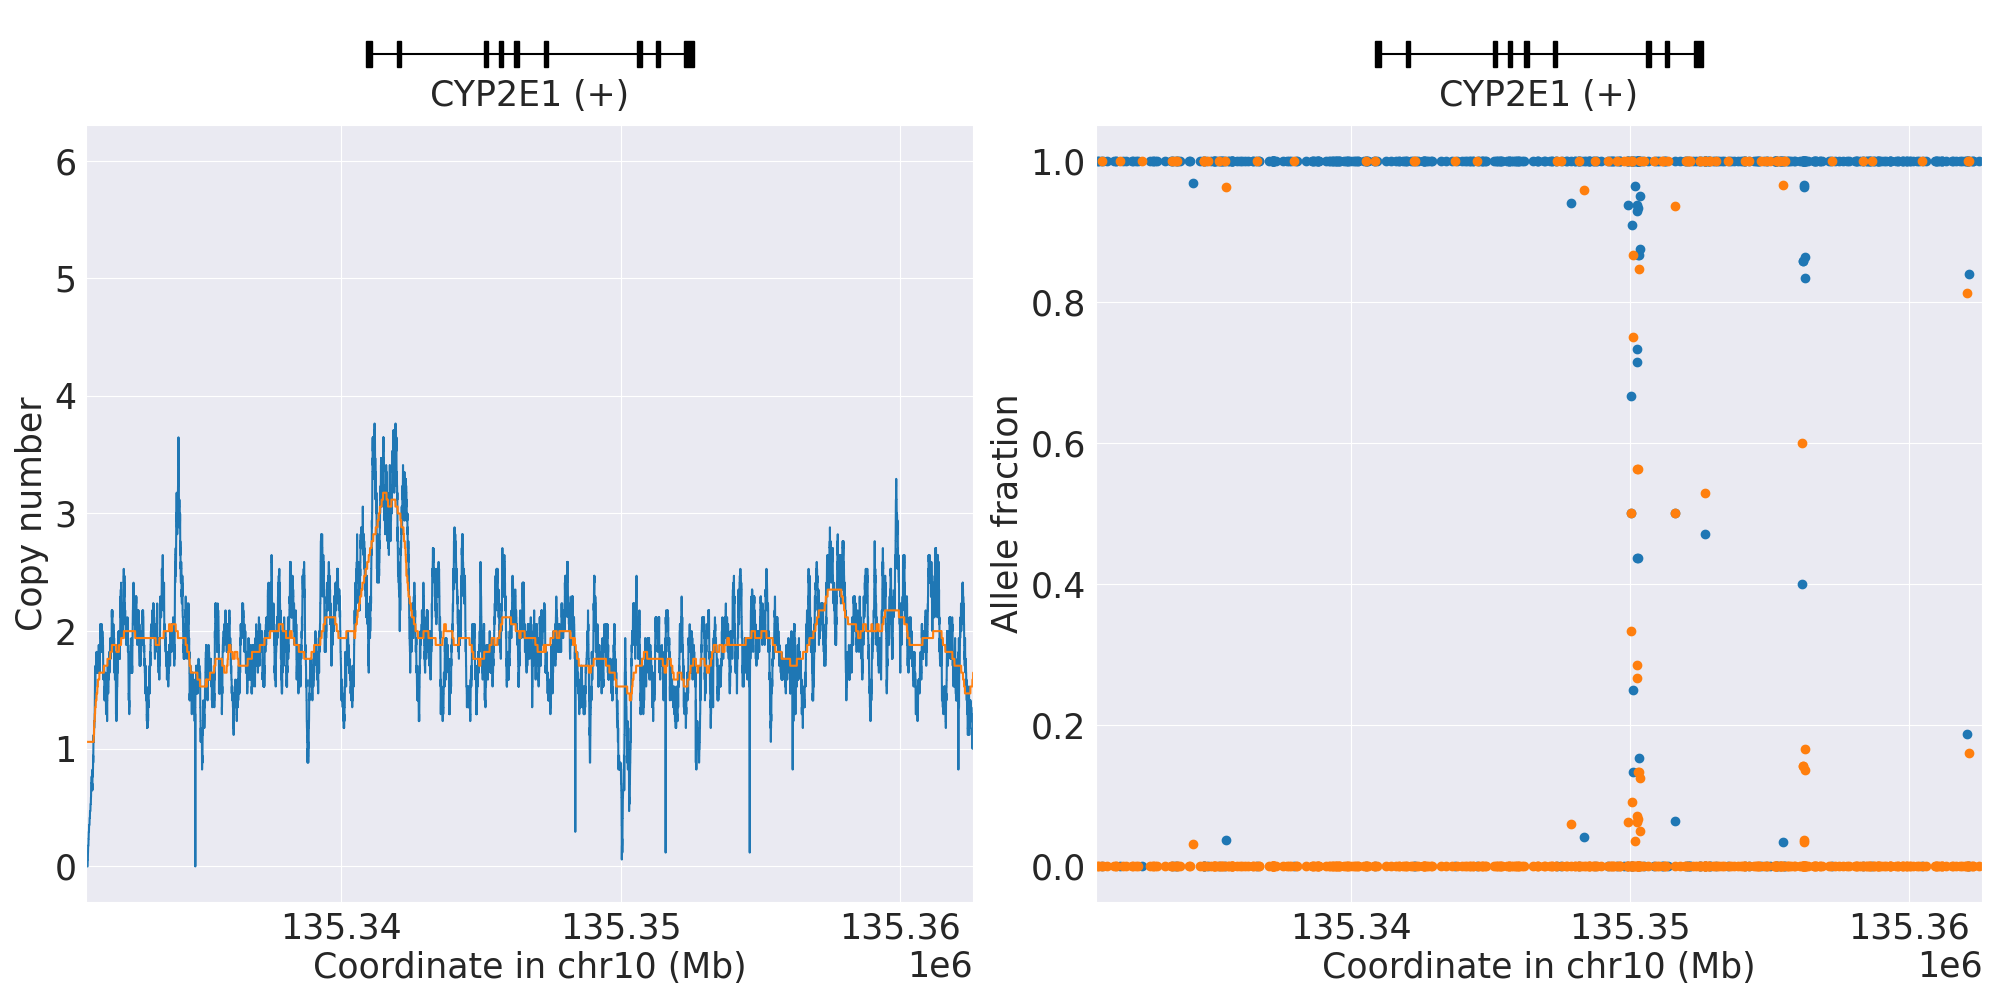 CYP2E1 (+)
6
5
4
3
2
1
0
Copy number
135.34 135.35 135.36
Coordinate in chr10 (Mb)
1e6
CYP2E1 (+)
1.0
0.8
0.6
0.4
0.2
0.0
Allele fraction
135.34 135.35 135.36
Coordinate in chr10 (Mb)
1e6